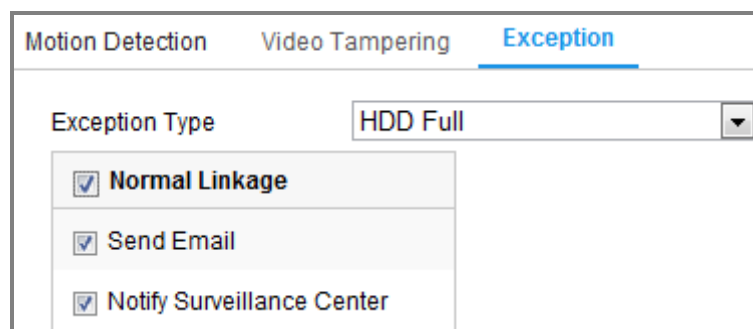 Motion Detection Video Tampering Exception
Exception Type HDD Full
Normal Linkage
Send Email
Notify Surveillance Center